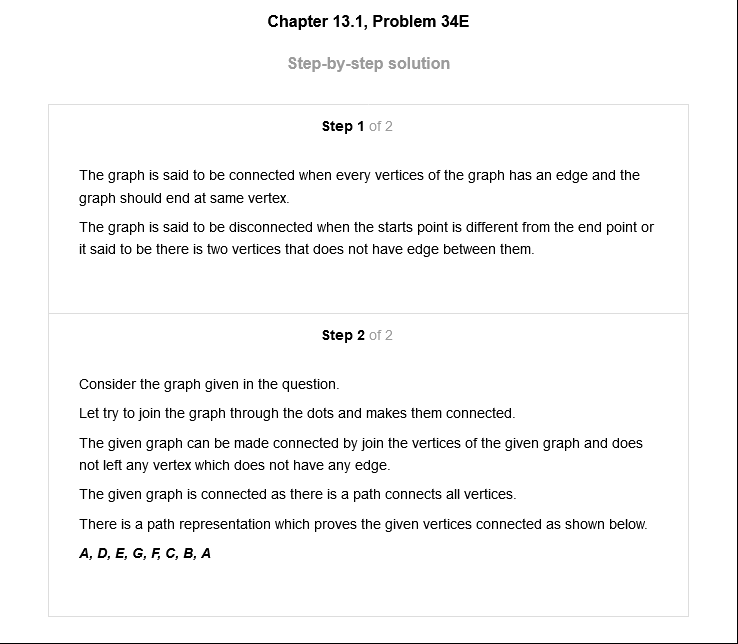 Chapter 13.1, Problem 34E
Step-by-step solution
Step 1 of 2
The graph is said to be connected when every vertices of the graph has an edge and the
graph should end at same vertex.
The graph is said to be disconnected when the starts point is different from the end point or
it said to be there is two vertices that does not have edge between them.
Step 2 of 2
Consider the graph given in the question.
Let try to join the graph through the dots and makes them connected.
The given graph can be made connected by join the vertices of the given graph and does
not left any vertex which does not have any edge.
The given graph is connected as there is a path connects all vertices.
There is a path representation which proves the given vertices connected as shown below.
A, D, E, G, F, C, B, A